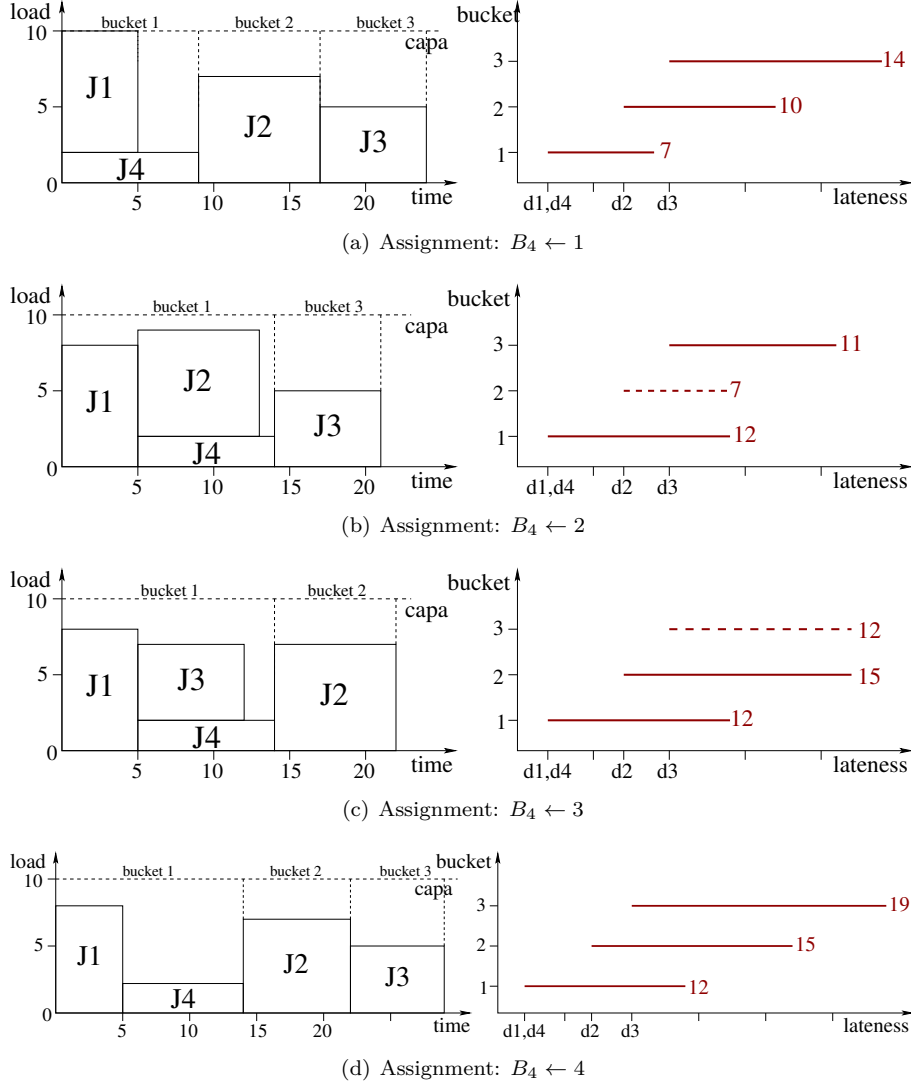 load
10
5
0
bucket 1
bucket 2
bucket 3
capa
J1
J4
J2
J3
5
10
15
20
time
bucket
3
2
1
14
10
7
d1,d4
d2
d3
lateness
(a) Assignment: B₄ ← 1
load
10
5
0
bucket 1
bucket 3
capa
J1
J2
J4
J3
5
10
15
20
time
bucket
3
2
1
11
7
12
d1,d4
d2
d3
lateness
(b) Assignment: B₄ ← 2
load
10
5
0
bucket 1
bucket 2
capa
J1
J3
J4
J2
5
10
15
20
time
bucket
3
2
1
12
15
12
d1,d4
d2
d3
lateness
(c) Assignment: B₄ ← 3
load
10
5
0
bucket 1
bucket 2
bucket 3
capa
J1
J4
J2
J3
5
10
15
20
time
bucket
3
2
1
19
15
12
d1,d4
d2
d3
lateness
(d) Assignment: B₄ ← 4